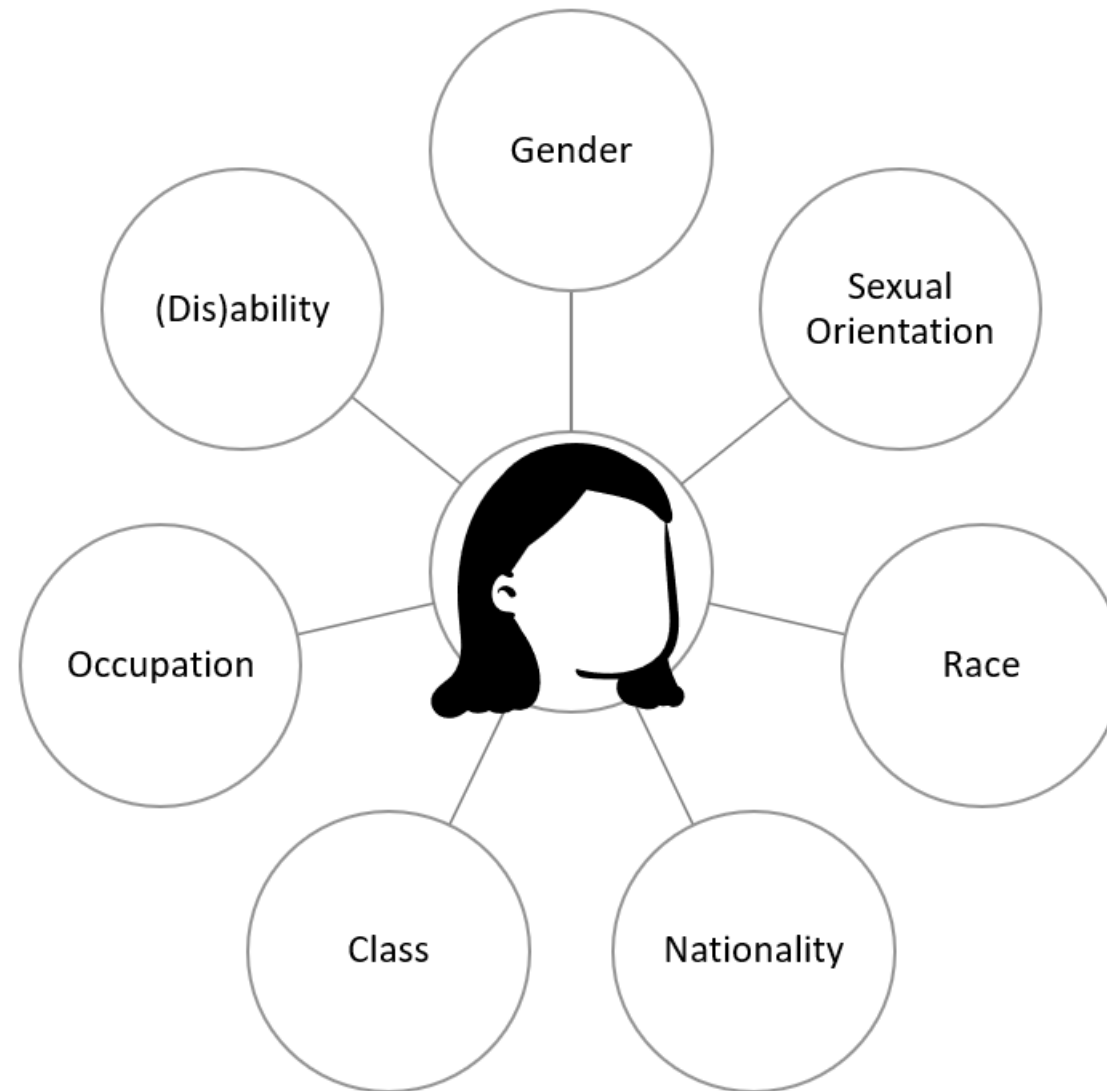 Gender
Sexual
Orientation
Race
Nationality
Class
Occupation
(Dis)ability